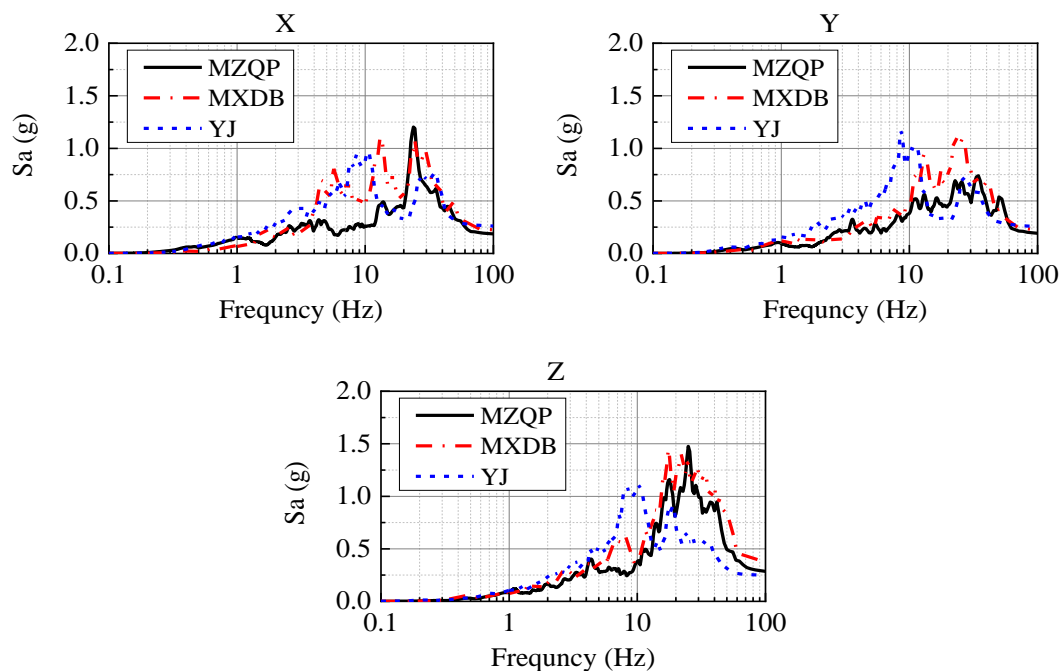 X
2.0
1.5
1.0
0.5
0.0
Sa (g)
MZQP
MXDB
YJ
0.1 1 10 100
Frequncy (Hz)
Y
2.0
1.5
1.0
0.5
0.0
Sa (g)
MZQP
MXDB
YJ
0.1 1 10 100
Frequncy (Hz)
Z
2.0
1.5
1.0
0.5
0.0
Sa (g)
MZQP
MXDB
YJ
0.1 1 10 100
Frequncy (Hz)